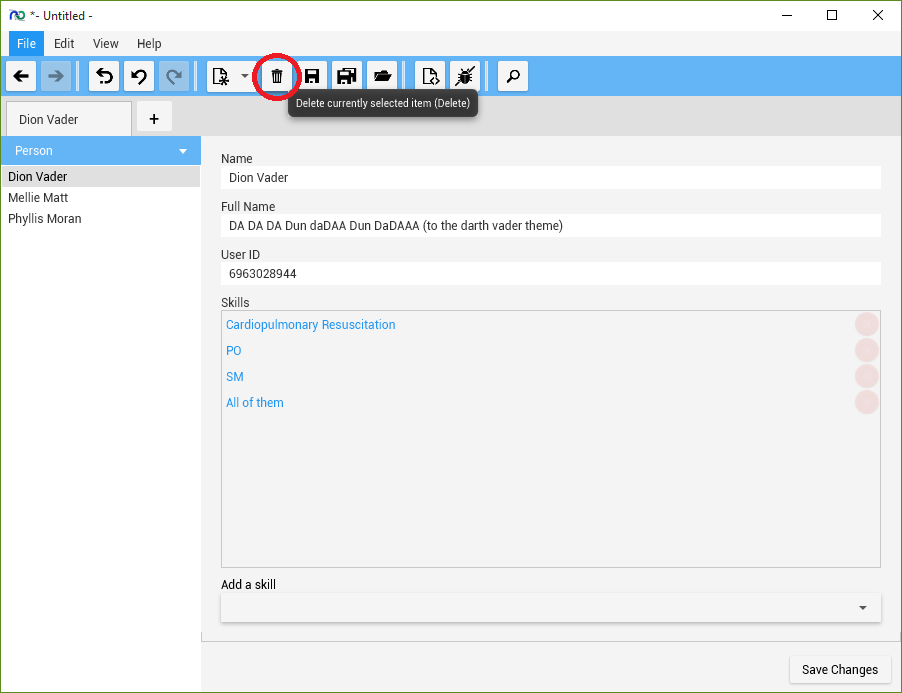 *- Untitled -
File Edit View Help
Delete currently selected item (Delete)
Dion Vader +
Person
Dion Vader
Mellie Matt
Phyllis Moran
Name
Dion Vader
Full Name
DA DA DA Dun daDAA Dun DaDAAA (to the darth vader theme)
User ID
6963028944
Skills
Cardiopulmonary Resuscitation
PO
SM
All of them
Add a skill
Save Changes